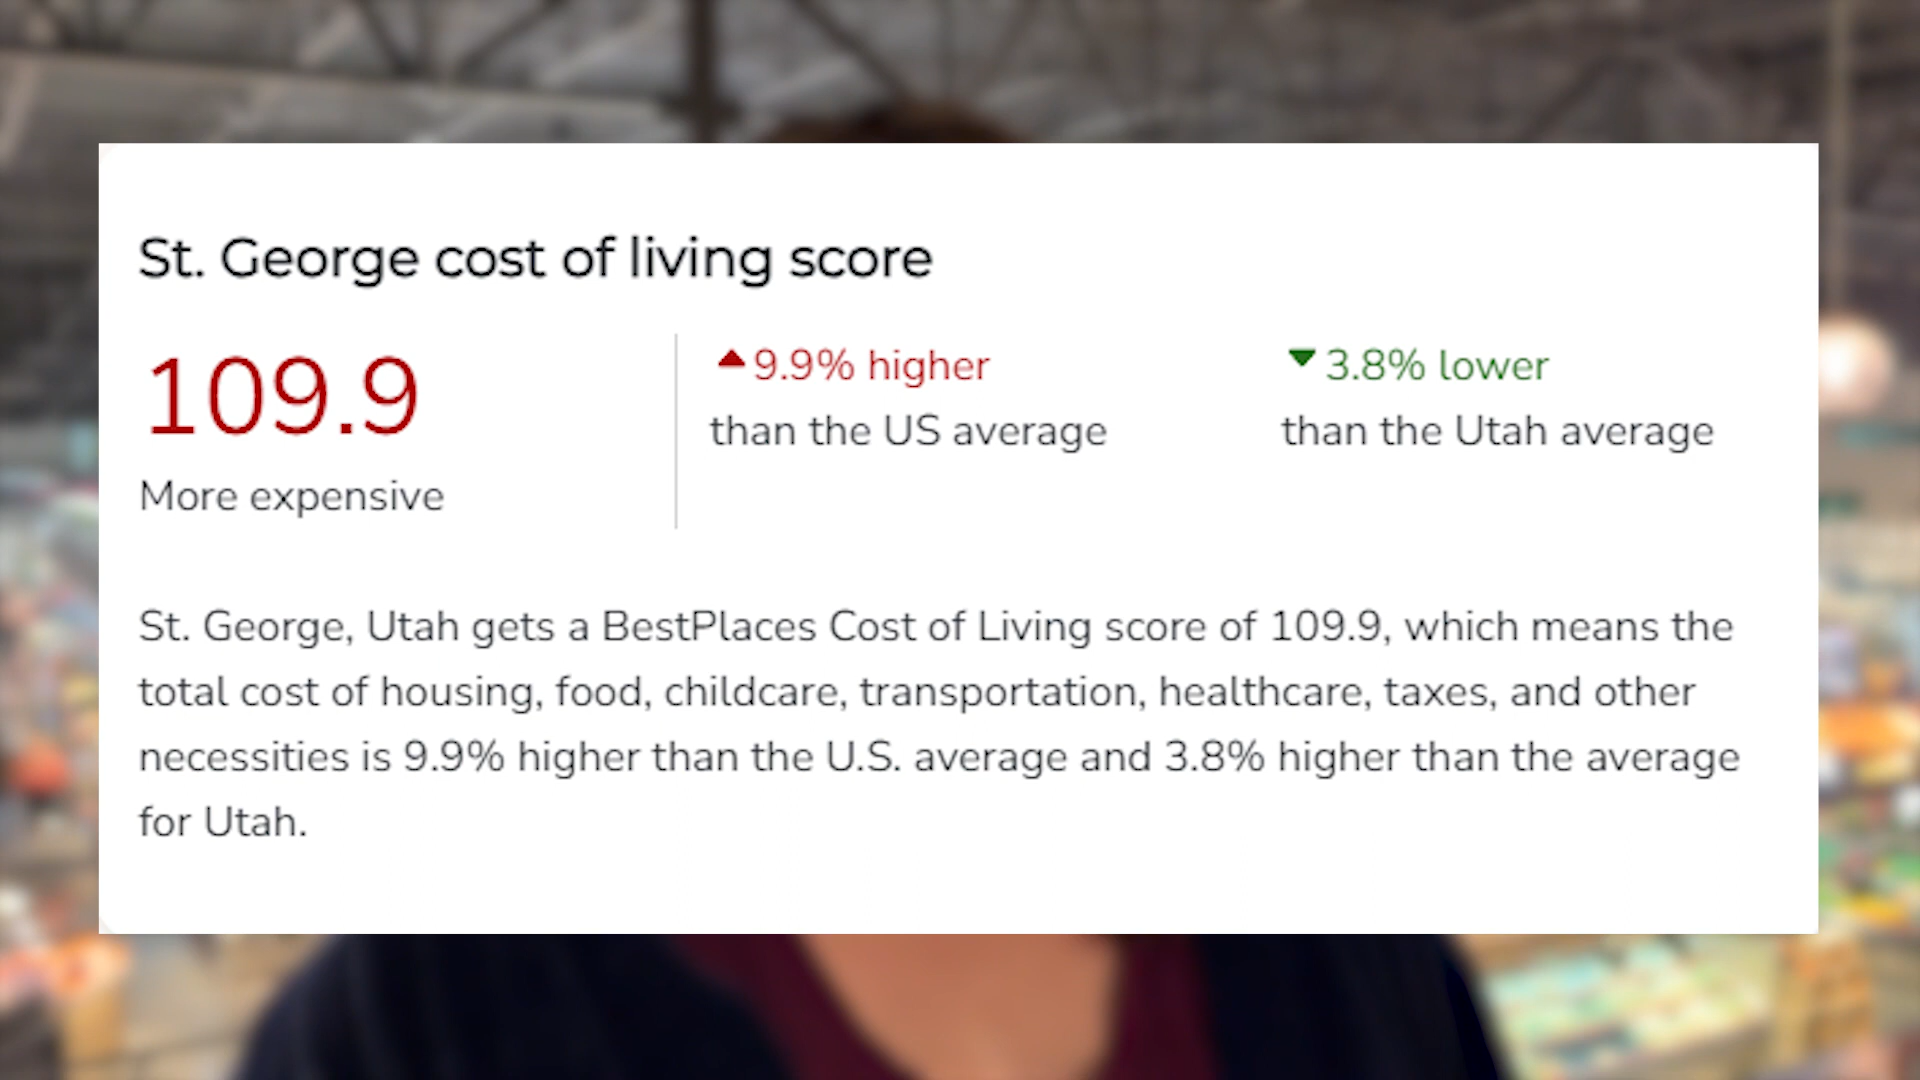 St. George cost of living score
109.9
More expensive
▲9.9% higher
than the US average
▼3.8% lower
than the Utah average
St. George, Utah gets a BestPlaces Cost of Living score of 109.9, which means the
total cost of housing, food, childcare, transportation, healthcare, taxes, and other
necessities is 9.9% higher than the U.S. average and 3.8% higher than the average
for Utah.